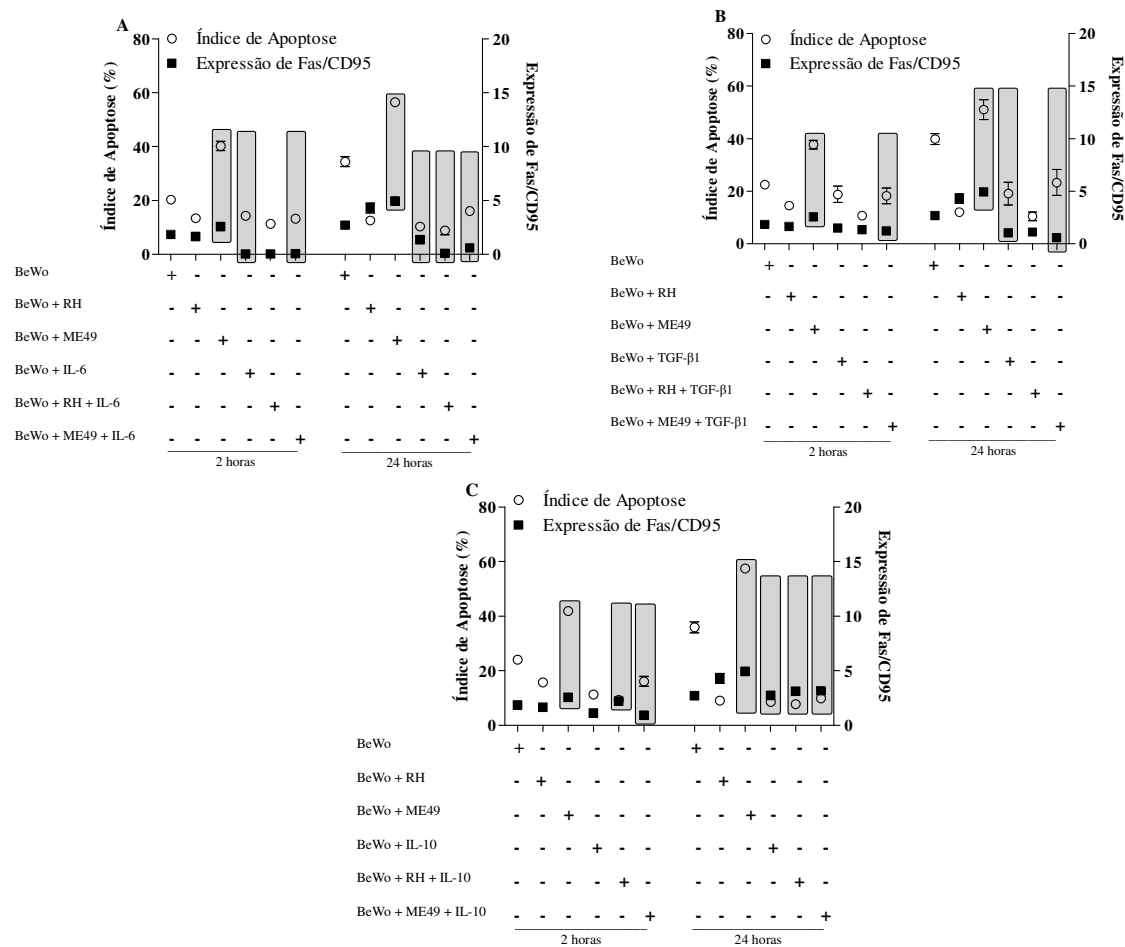 A
Índice de Apoptose
Expressão de Fas/CD95
Índice de Apoptose (%)
Expressão de Fas/CD95
80
60
40
20
0
20
15
10
5
0
BeWo + - - - - - + - - - - -
BeWo + RH - + - - - - - + - - - -
BeWo + ME49 - - + - - - - - + - - -
BeWo + IL-6 - - - + - - - - - + - -
BeWo + RH + IL-6 - - - - + - - - - - + -
BeWo + ME49 + IL-6 - - - - - + - - - - - +
2 horas 24 horas
B
Índice de Apoptose
Expressão de Fas/CD95
Índice de Apoptose (%)
Expressão de Fas/CD95
80
60
40
20
0
20
15
10
5
0
BeWo + - - - - - + - - - - -
BeWo + RH - + - - - - - + - - - -
BeWo + ME49 - - + - - - - - + - - -
BeWo + TGF-β1 - - - + - - - - - + - -
BeWo + RH + TGF-β1 - - - - + - - - - - + -
BeWo + ME49 + TGF-β1 - - - - - + - - - - - +
2 horas 24 horas
C
Índice de Apoptose
Expressão de Fas/CD95
Índice de Apoptose (%)
Expressão de Fas/CD95
80
60
40
20
0
20
15
10
5
0
BeWo + - - - - - + - - - - -
BeWo + RH - + - - - - - + - - - -
BeWo + ME49 - - + - - - - - + - - -
BeWo + IL-10 - - - + - - - - - + - -
BeWo + RH + IL-10 - - - - + - - - - - + -
BeWo + ME49 + IL-10 - - - - - + - - - - - +
2 horas 24 horas